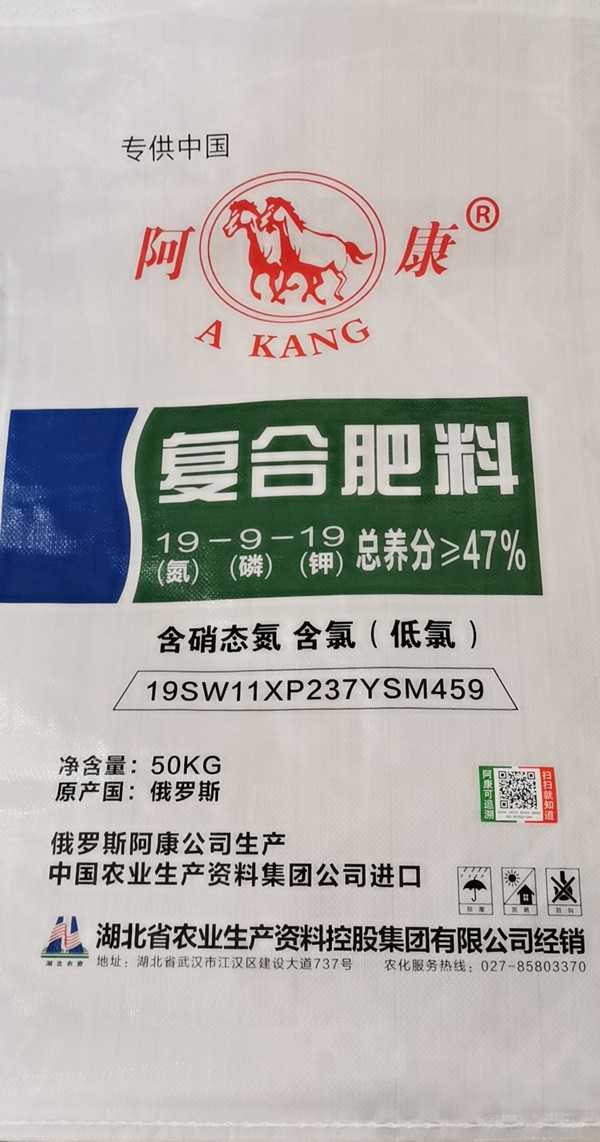 专供中国
阿 康®
A KANG
复合肥料
19-9-19 总养分≥47%
(氮) (磷) (钾)
含硝态氮 含氯（低氯）
19SW11XP237YSM459
净含量：50KG
原产国：俄罗斯
阿康可追溯
扫扫就知道
俄罗斯阿康公司生产
中国农业生产资料集团公司进口
湖北省农业生产资料控股集团有限公司经销
湖北农资
地址：湖北省武汉市江汉区建设大道737号 农化服务热线：027-85803370